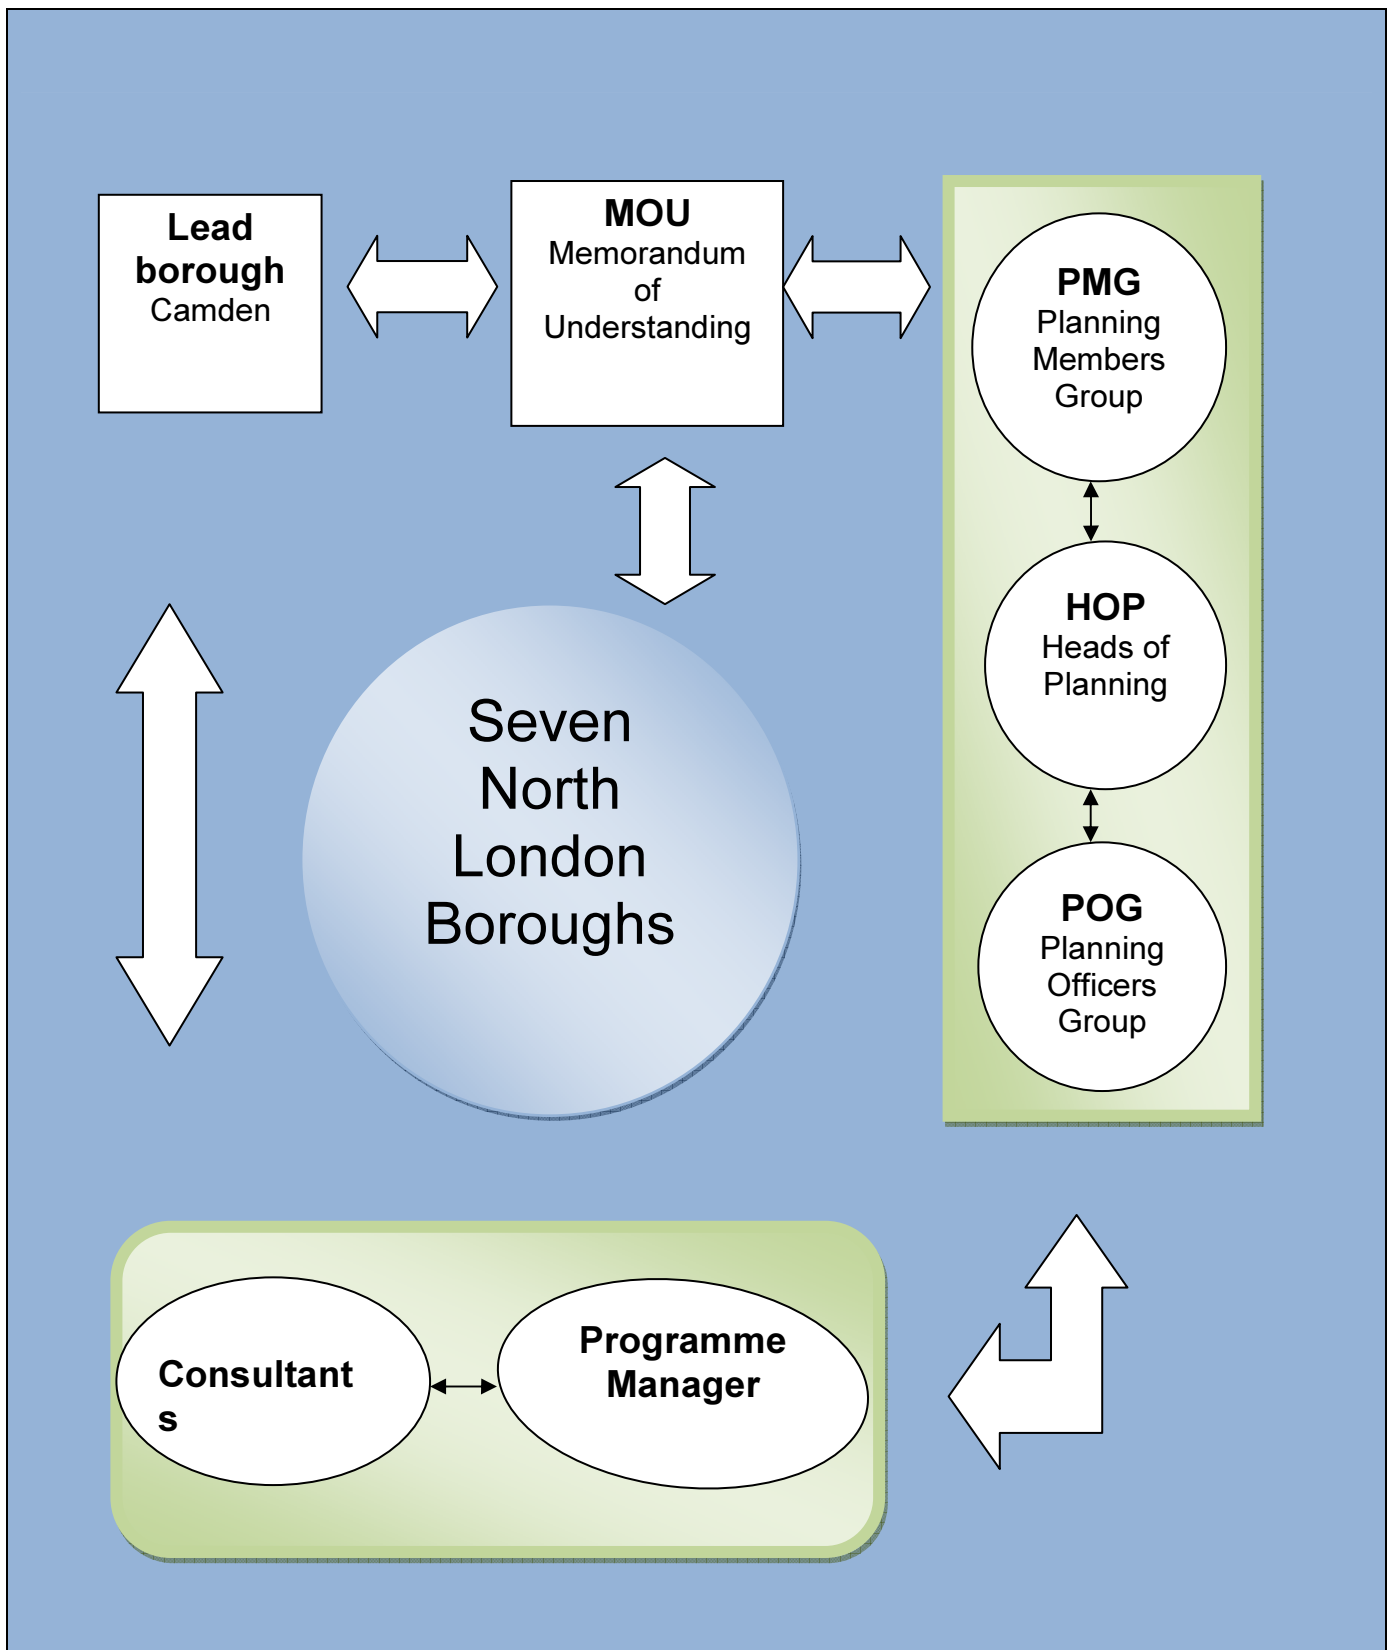 Lead
borough
Camden
MOU
Memorandum
of
Understanding
PMG
Planning
Members
Group
HOP
Heads of
Planning
POG
Planning
Officers
Group
Seven
North
London
Boroughs
Consultant
s
Programme
Manager